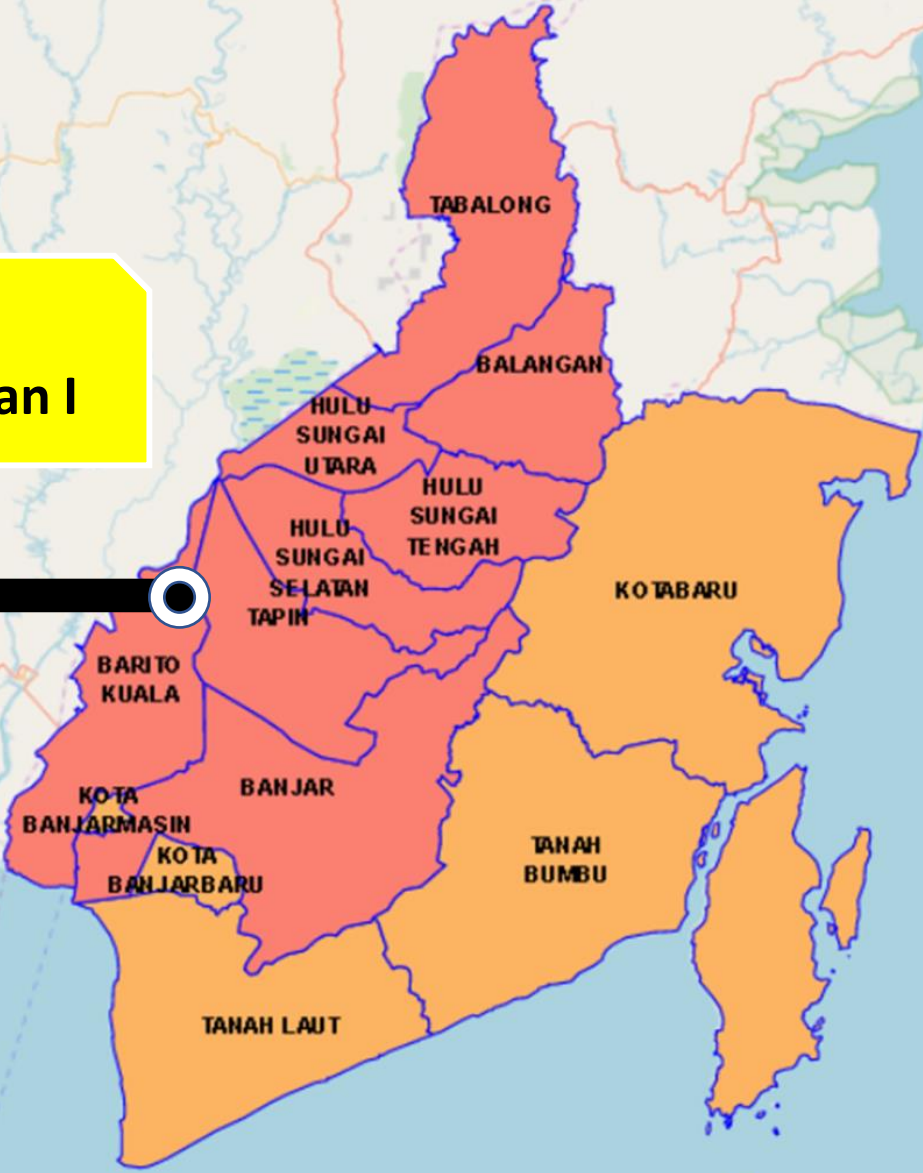 TABALONG
an I
BALANGAN
HULU
SUNGAI
UTARA
HULU
SUNGAI
TENGAH
HULU
SUNGAI
SELATAN
TAPIN
KOTABARU
BARITO
KUALA
BANJAR
KOTA
BANJARMASIN
KOTA
BANJARBARU
TANAH
BUMBU
TANAH LAUT